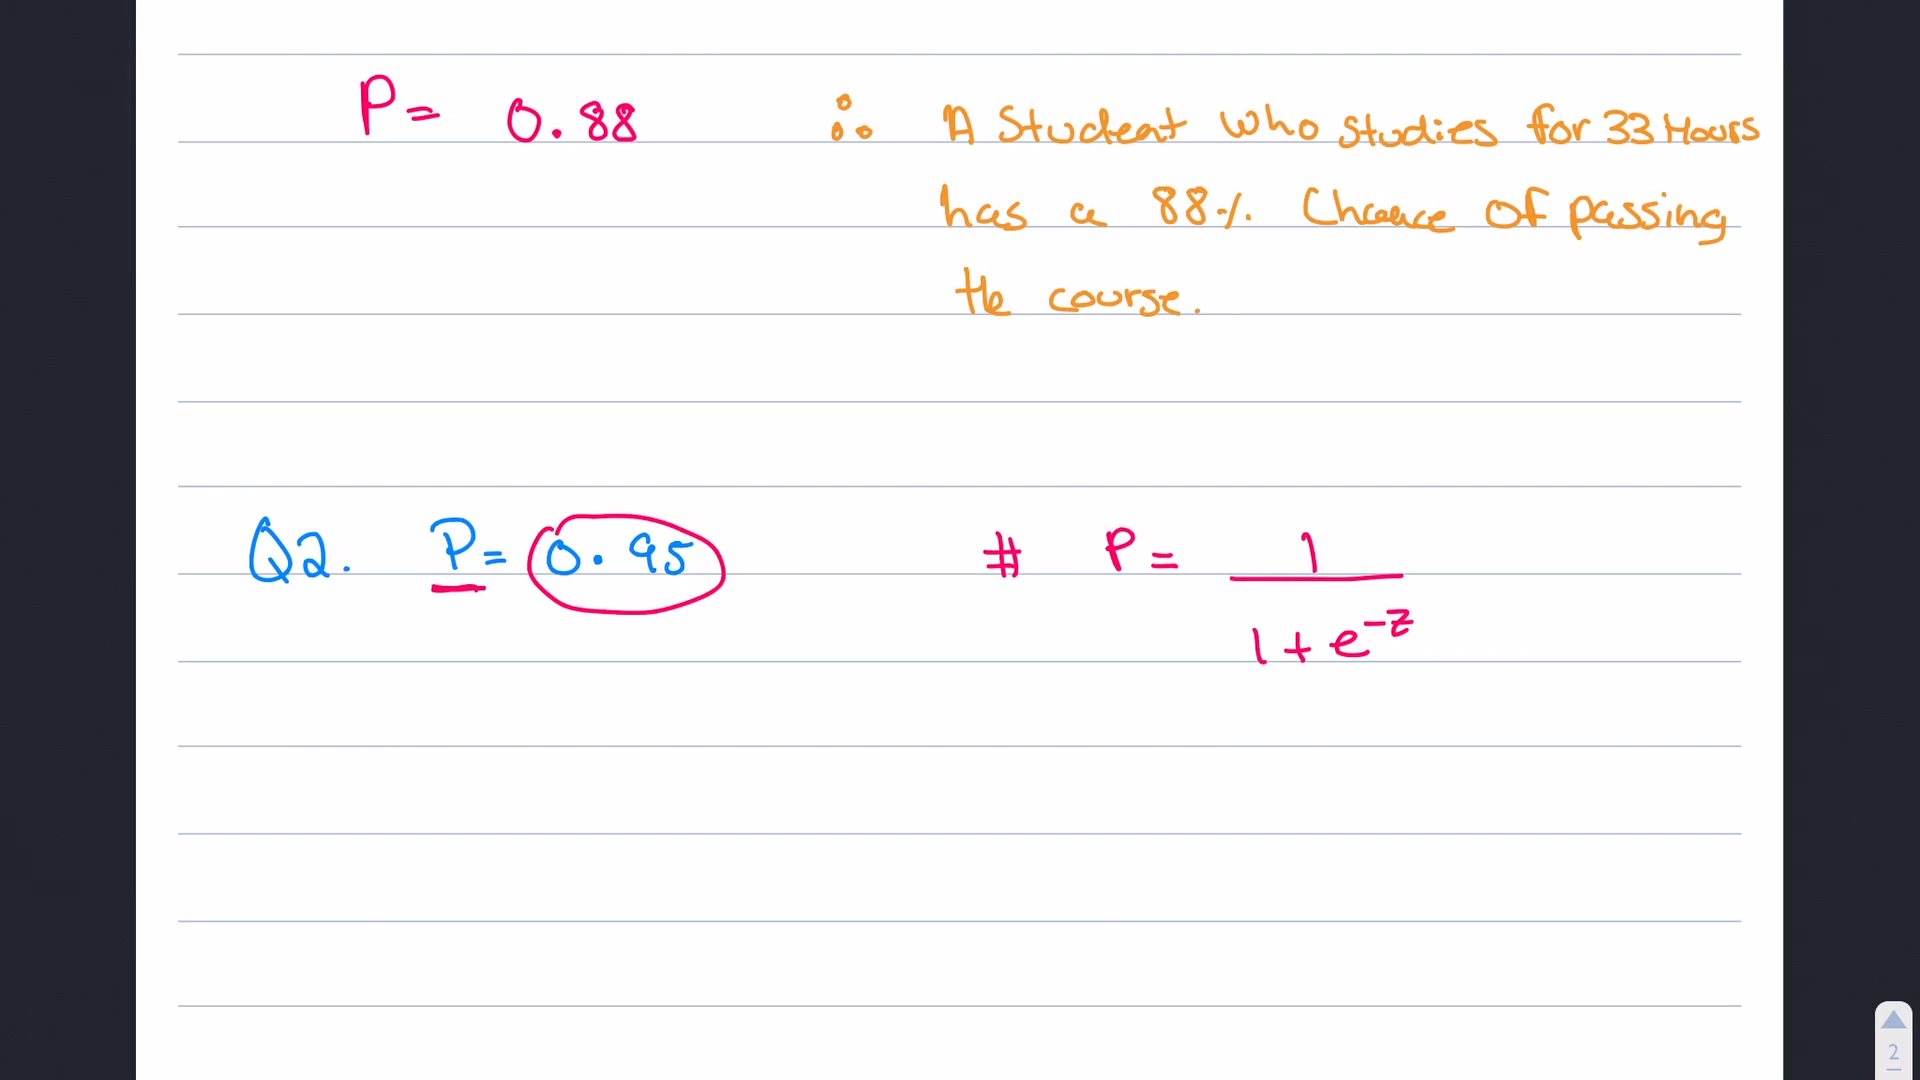 P = 0.88 ∴ A Student who studies for 33 Hours
has a 88% Chance of passing
the course.
Q2. P = 0.95 # P = 1
1 + e^-z
2